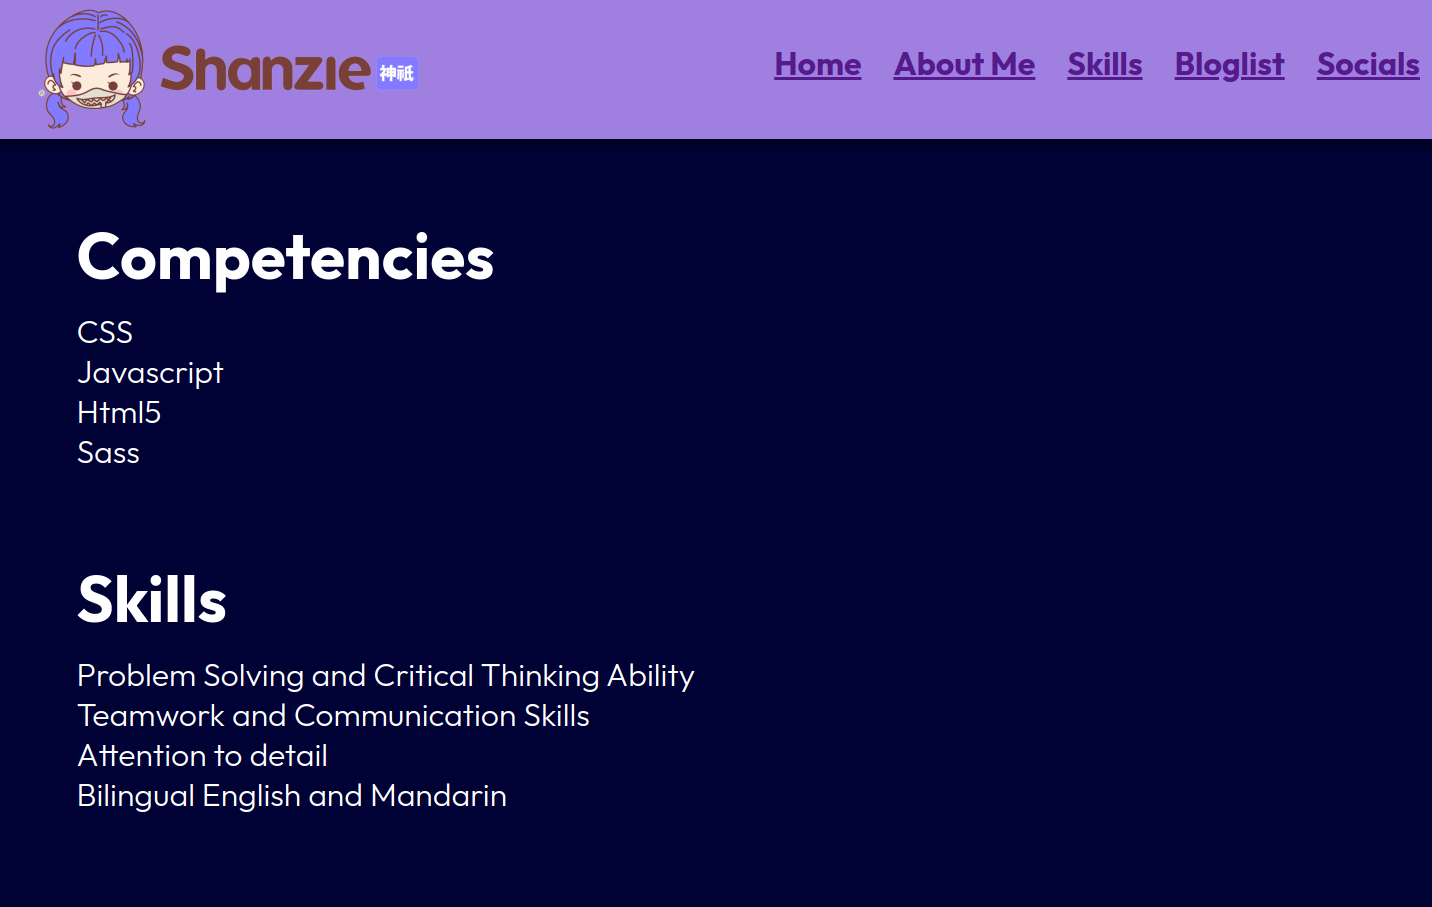 Shanzie 神祇
Home About Me Skills Bloglist Socials
Competencies
CSS
Javascript
Html5
Sass
Skills
Problem Solving and Critical Thinking Ability
Teamwork and Communication Skills
Attention to detail
Bilingual English and Mandarin